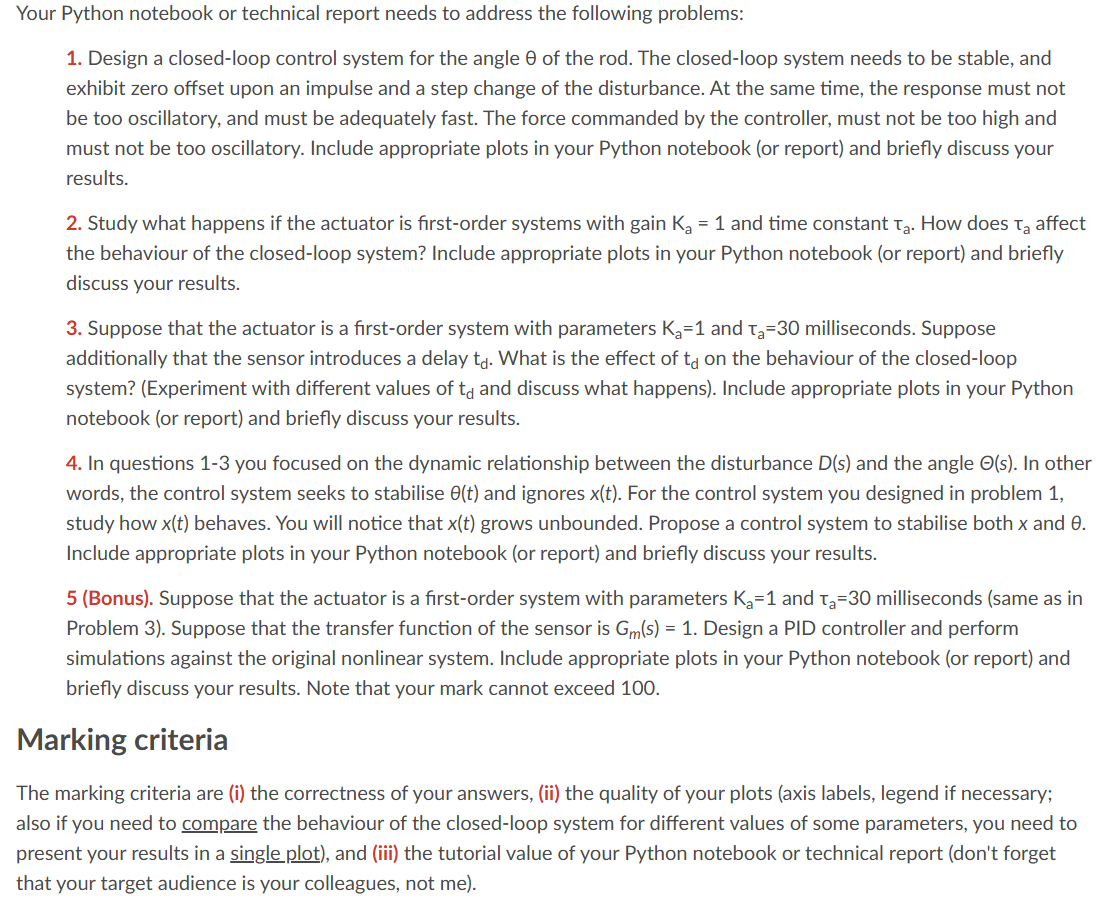 Your Python notebook or technical report needs to address the following problems:
1. Design a closed-loop control system for the angle θ of the rod. The closed-loop system needs to be stable, and
exhibit zero offset upon an impulse and a step change of the disturbance. At the same time, the response must not
be too oscillatory, and must be adequately fast. The force commanded by the controller, must not be too high and
must not be too oscillatory. Include appropriate plots in your Python notebook (or report) and briefly discuss your
results.
2. Study what happens if the actuator is first-order systems with gain Kₐ = 1 and time constant τₐ. How does τₐ affect
the behaviour of the closed-loop system? Include appropriate plots in your Python notebook (or report) and briefly
discuss your results.
3. Suppose that the actuator is a first-order system with parameters Kₐ=1 and τₐ=30 milliseconds. Suppose
additionally that the sensor introduces a delay t_d. What is the effect of t_d on the behaviour of the closed-loop
system? (Experiment with different values of t_d and discuss what happens). Include appropriate plots in your Python
notebook (or report) and briefly discuss your results.
4. In questions 1-3 you focused on the dynamic relationship between the disturbance D(s) and the angle Θ(s). In other
words, the control system seeks to stabilise θ(t) and ignores x(t). For the control system you designed in problem 1,
study how x(t) behaves. You will notice that x(t) grows unbounded. Propose a control system to stabilise both x and θ.
Include appropriate plots in your Python notebook (or report) and briefly discuss your results.
5 (Bonus). Suppose that the actuator is a first-order system with parameters Kₐ=1 and τₐ=30 milliseconds (same as in
Problem 3). Suppose that the transfer function of the sensor is Gₘ(s) = 1. Design a PID controller and perform
simulations against the original nonlinear system. Include appropriate plots in your Python notebook (or report) and
briefly discuss your results. Note that your mark cannot exceed 100.
Marking criteria
The marking criteria are (i) the correctness of your answers, (ii) the quality of your plots (axis labels, legend if necessary;
also if you need to compare the behaviour of the closed-loop system for different values of some parameters, you need to
present your results in a single plot), and (iii) the tutorial value of your Python notebook or technical report (don't forget
that your target audience is your colleagues, not me).